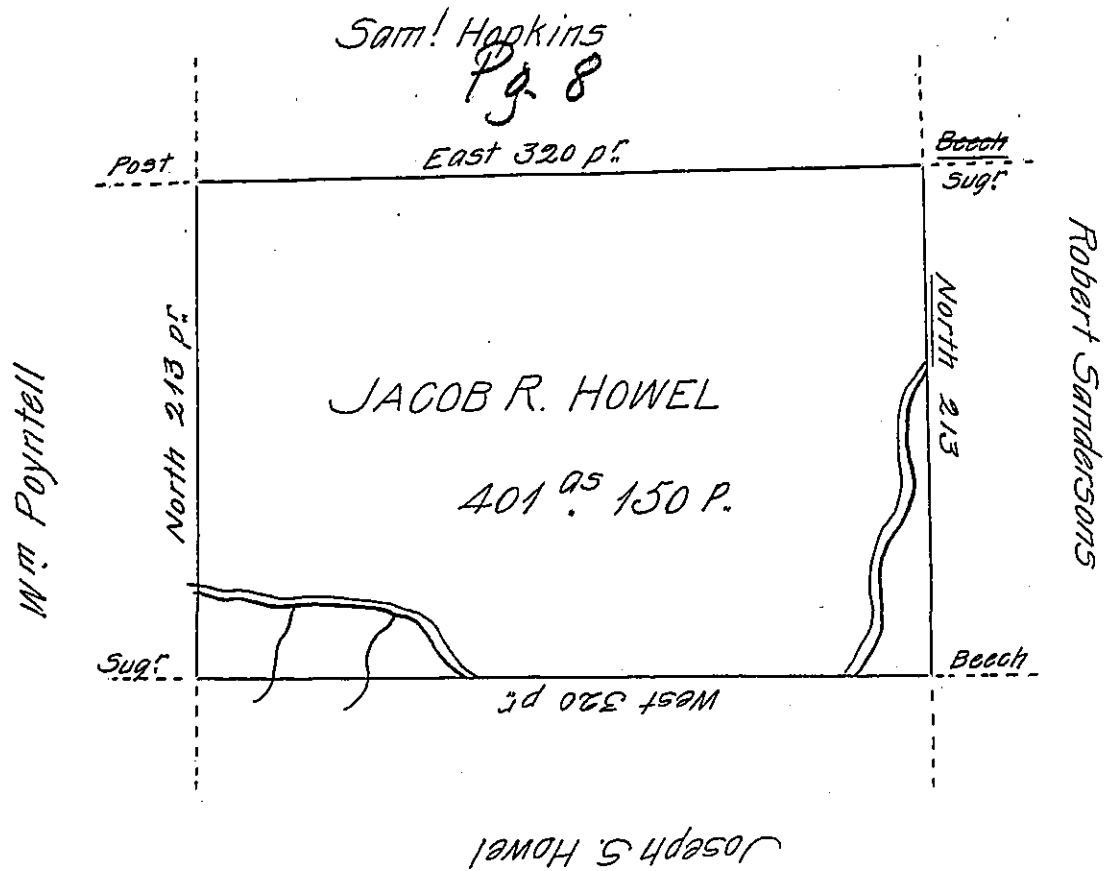 Sam! Hopkins
Pg. 8
Post
East 320 pr.
Beech
Sugr.
Wm. Poyntell
North 213 pr.
JACOB R. HOWEL
401 as. 150 P.
North 213
Robert Sandersons
Sugr.
Beech
West 320 pr.
Joseph S. Howel